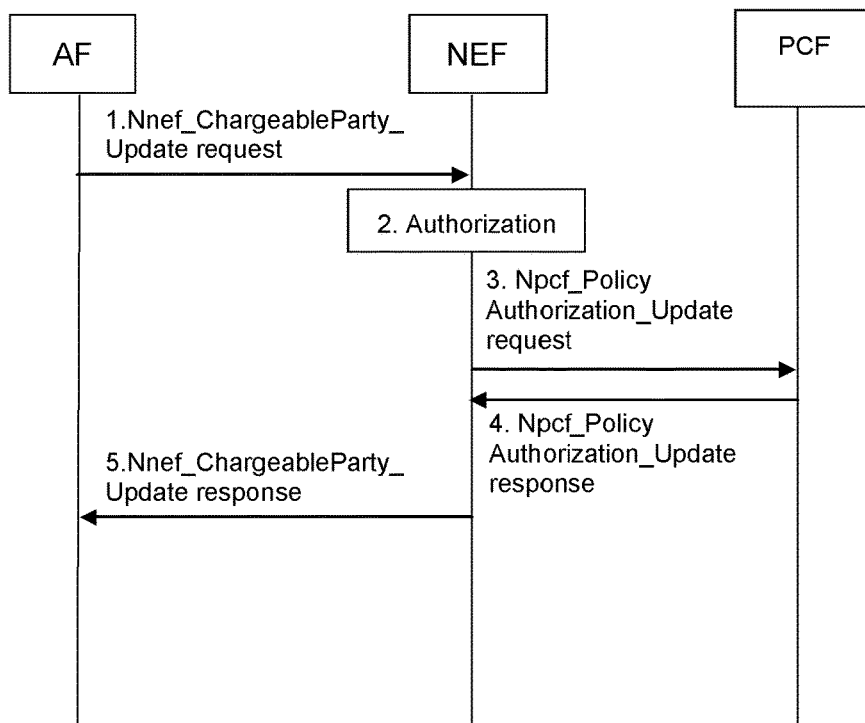 AF
NEF
PCF
1.Nnef_ChargeableParty_
Update request
2. Authorization
3. Npcf_Policy
Authorization_Update
request
4. Npcf_Policy
Authorization_Update
response
5.Nnef_ChargeableParty_
Update response